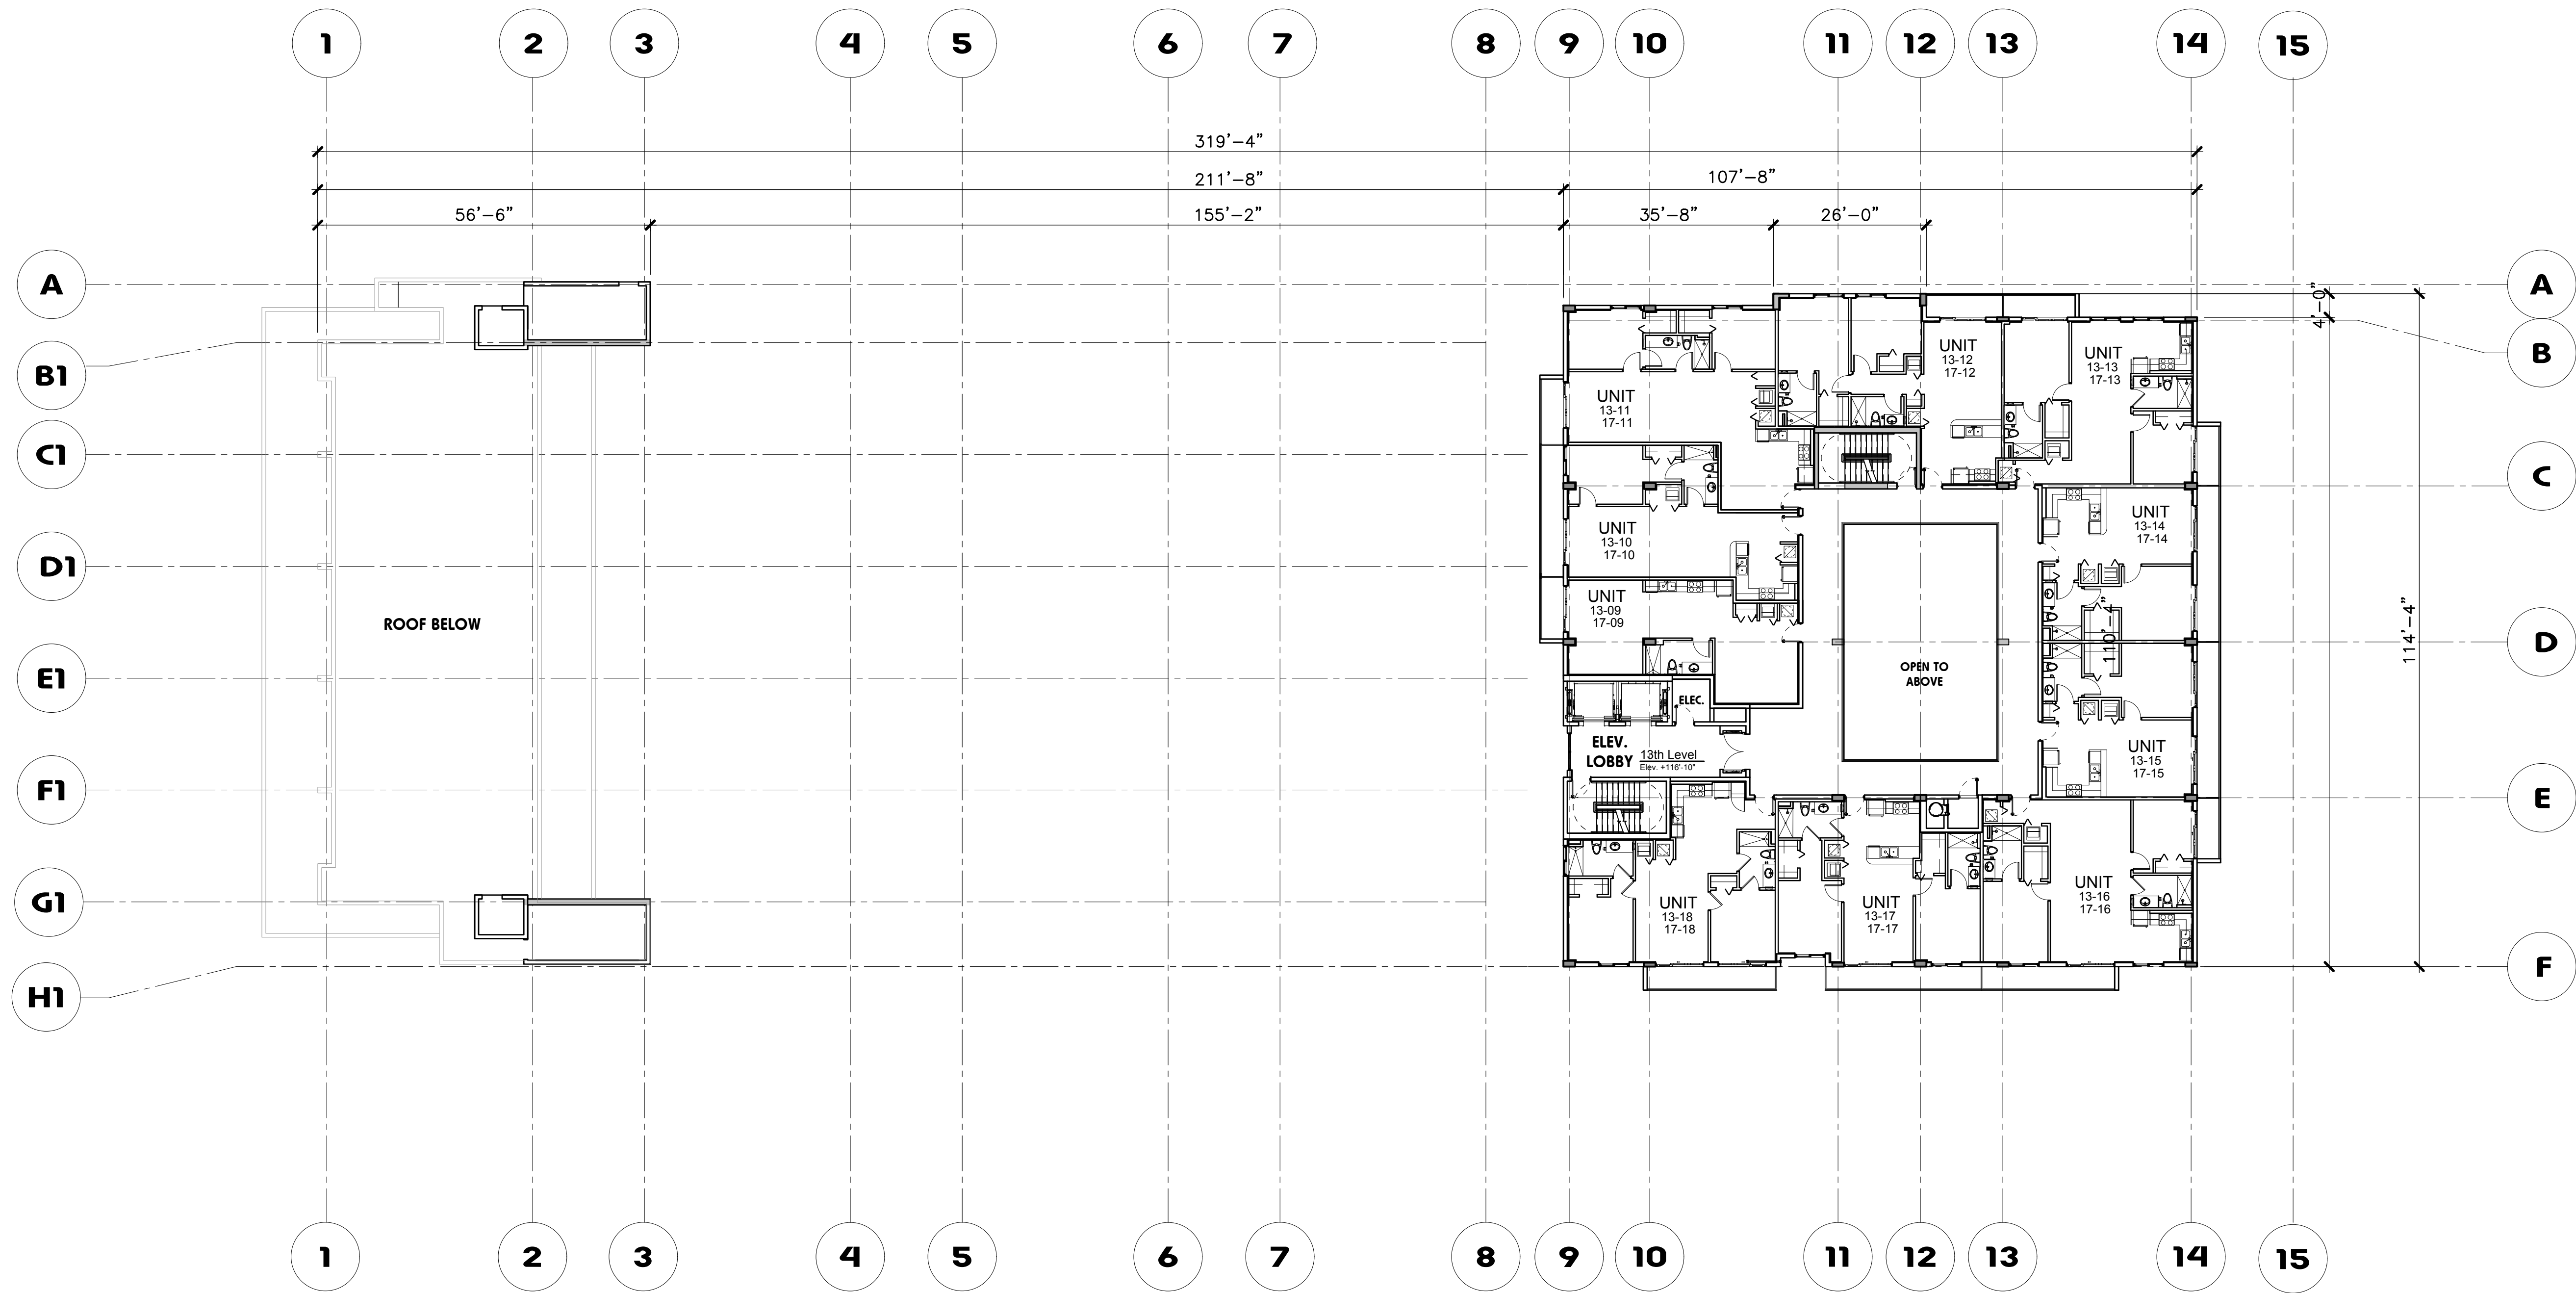 1 2 3 4 5 6 7 8 9 10 11 12 13 14 15
319'-4"
211'-8" 107'-8"
56'-6" 155'-2" 35'-8" 26'-0"
A A
4'-0"
B1 B
C1 C
D1 D
E1 E
F1 F
G1
H1
ROOF BELOW
UNIT
13-11
17-11
UNIT
13-12
17-12
UNIT
13-13
17-13
UNIT
13-10
17-10
UNIT
13-14
17-14
UNIT
13-09
17-09
110'-4"
114'-4"
OPEN TO
ABOVE
ELEC.
ELEV.
LOBBY
13th Level
Elev. +116'-10"
UNIT
13-15
17-15
UNIT
13-18
17-18
UNIT
13-17
17-17
UNIT
13-16
17-16
1 2 3 4 5 6 7 8 9 10 11 12 13 14 15